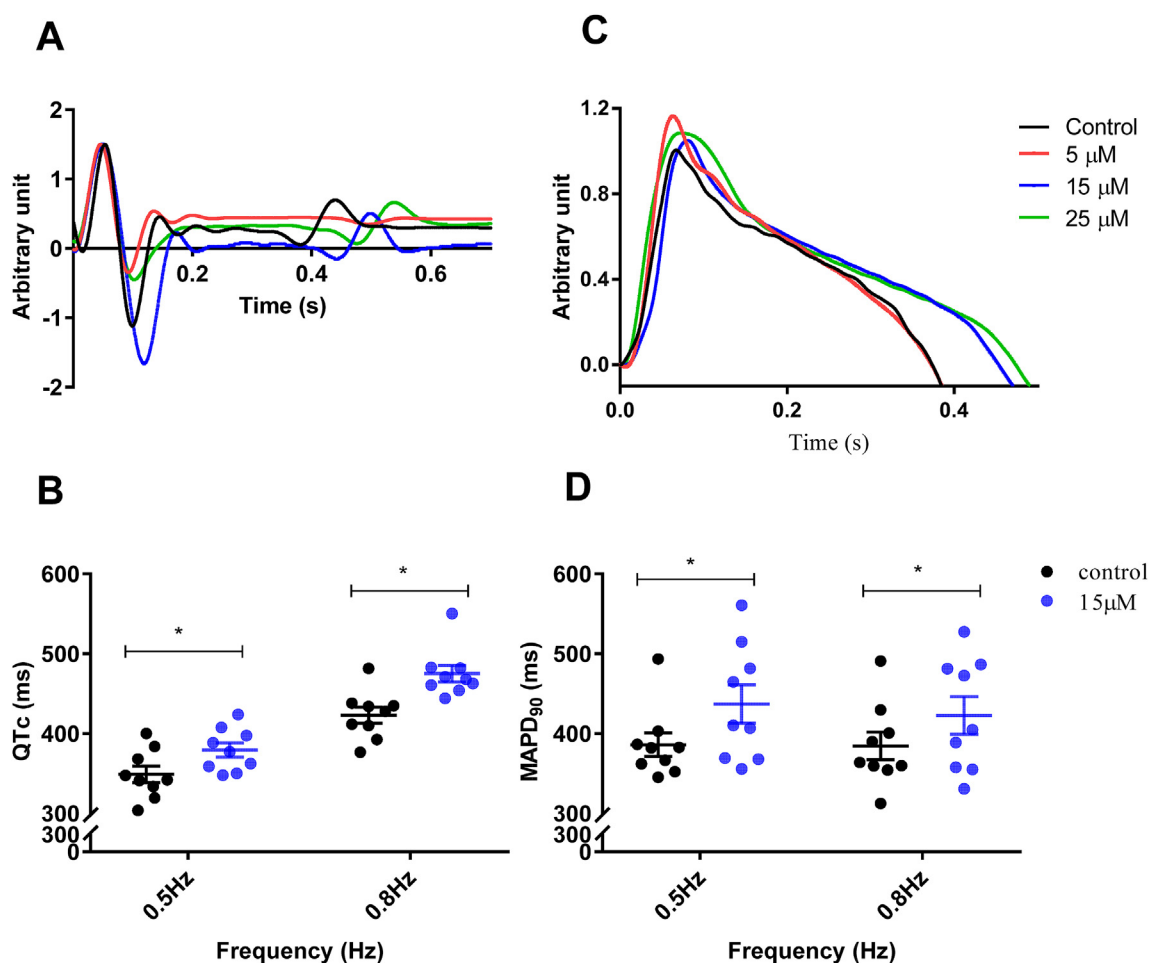 A
2
1
0
-1
-2
Arbitrary unit
0.2
0.4
0.6
Time (s)
C
1.2
0.8
0.4
0.0
Arbitrary unit
0.0
0.2
0.4
Time (s)
Control
5 μM
15 μM
25 μM
B
600
500
400
300
300
0
QTc (ms)
*
*
0.5Hz
0.8Hz
Frequency (Hz)
D
600
500
400
300
300
0
MAPD90 (ms)
*
*
0.5Hz
0.8Hz
Frequency (Hz)
control
15μM